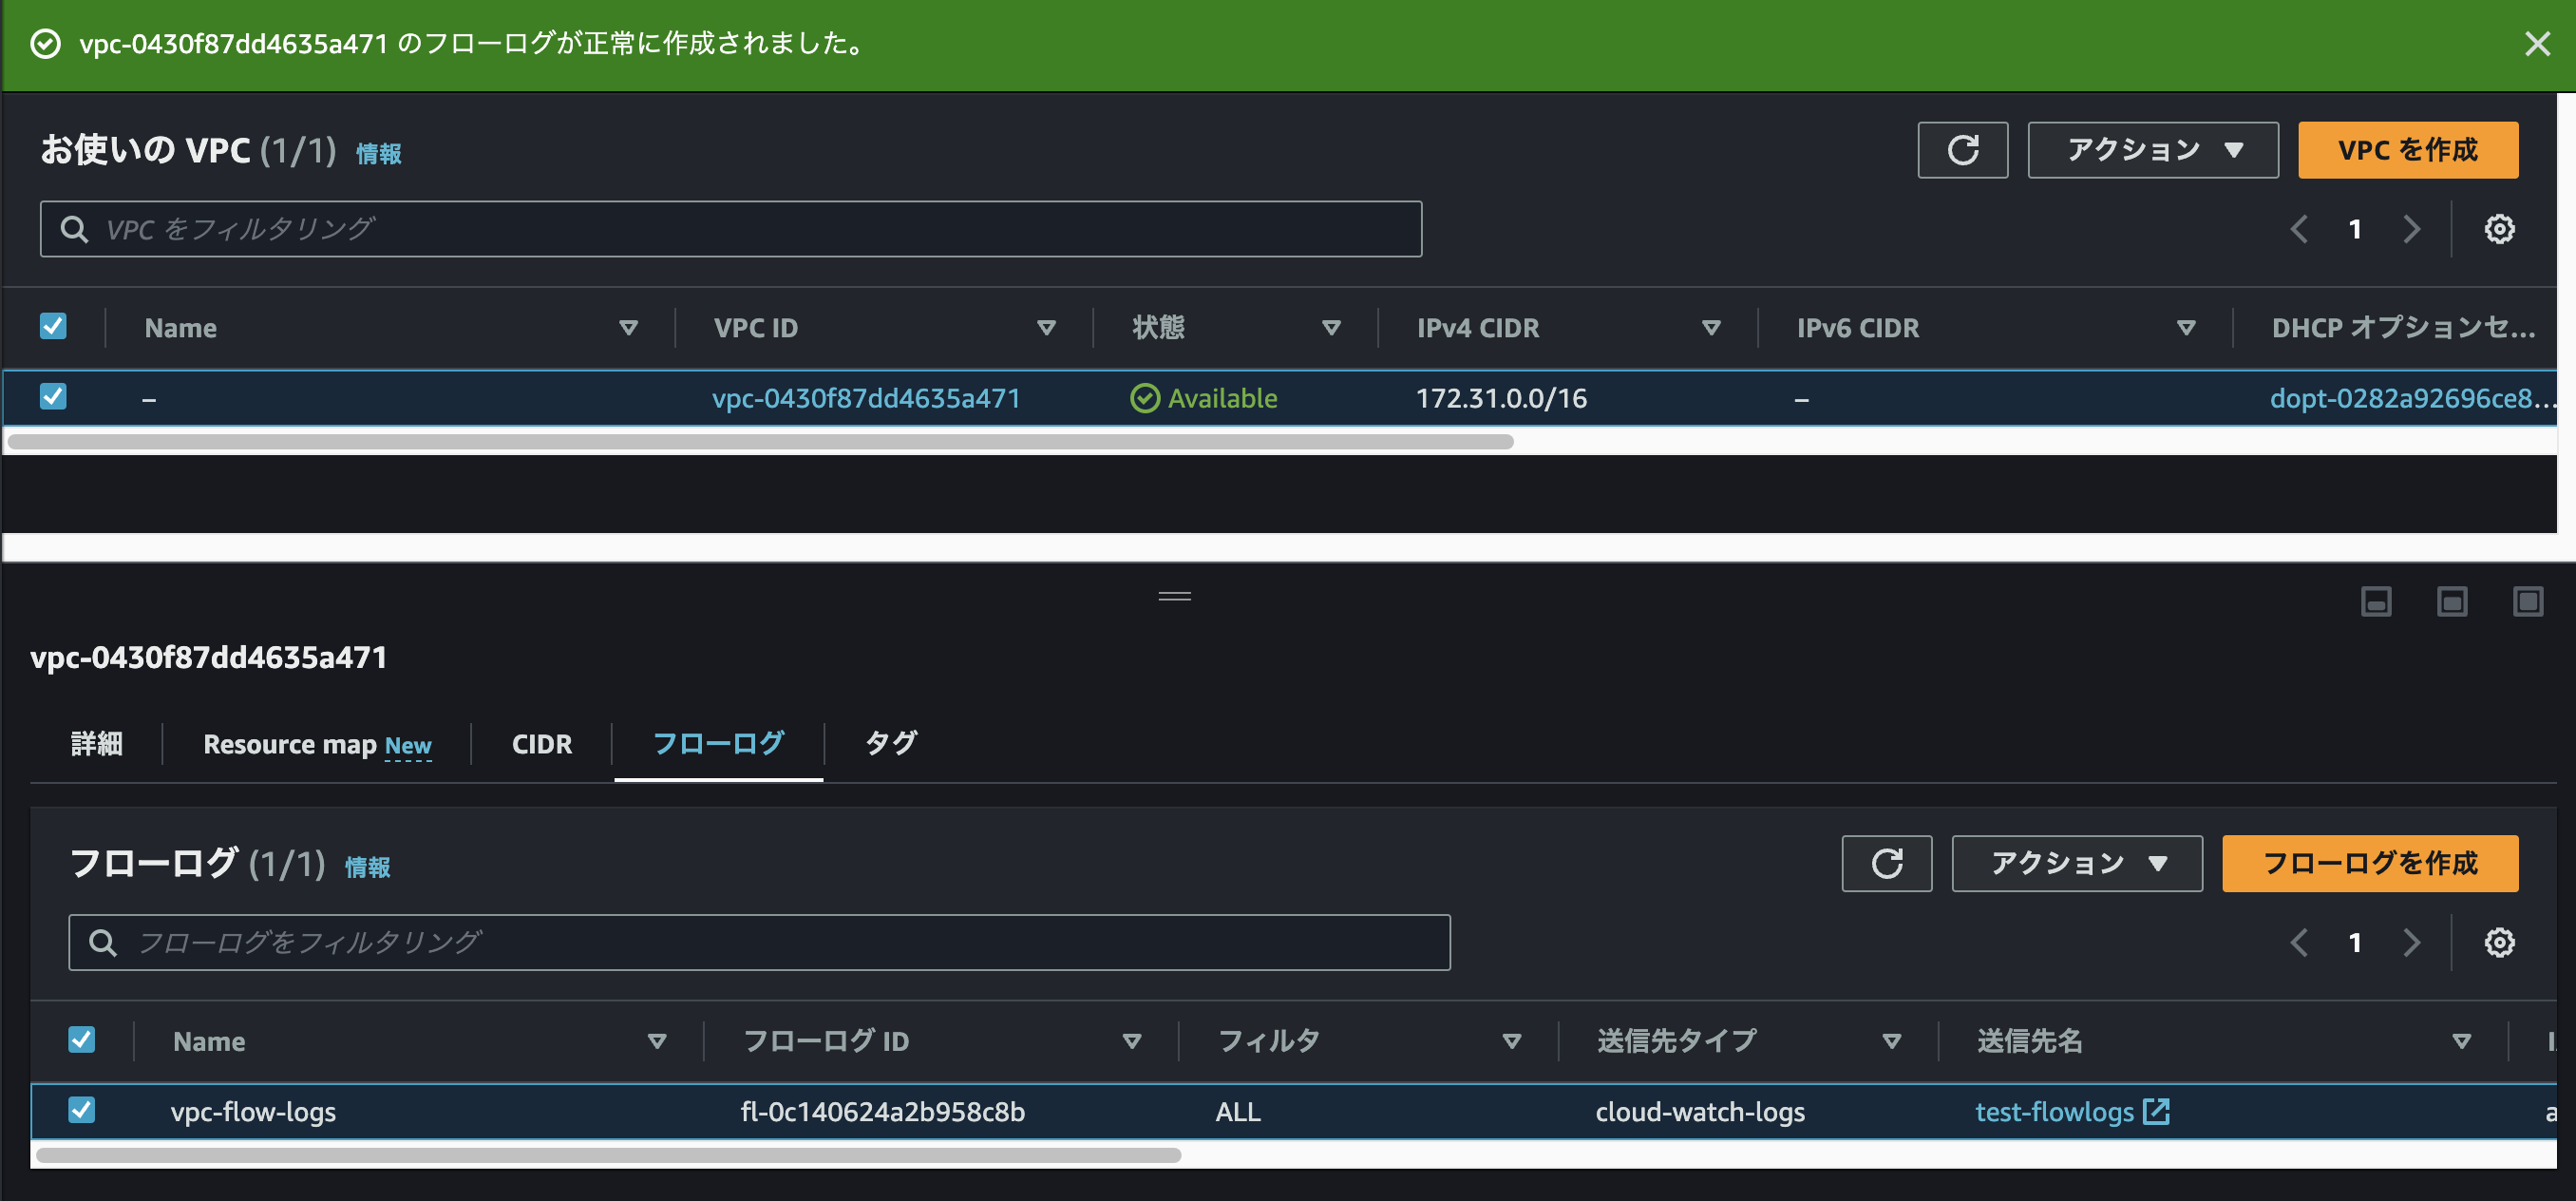 vpc-0430f87dd4635a471 のフローログが正常に作成されました。
お使いの VPC (1/1) 情報
アクション
VPC を作成
VPC をフィルタリング
1
Name VPC ID 状態 IPv4 CIDR IPv6 CIDR DHCP オプションセ...
– vpc-0430f87dd4635a471 Available 172.31.0.0/16 – dopt-0282a92696ce8...
vpc-0430f87dd4635a471
詳細 Resource map New CIDR フローログ タグ
フローログ (1/1) 情報
アクション
フローログを作成
フローログをフィルタリング
1
Name フローログ ID フィルタ 送信先タイプ 送信先名
vpc-flow-logs fl-0c140624a2b958c8b ALL cloud-watch-logs test-flowlogs